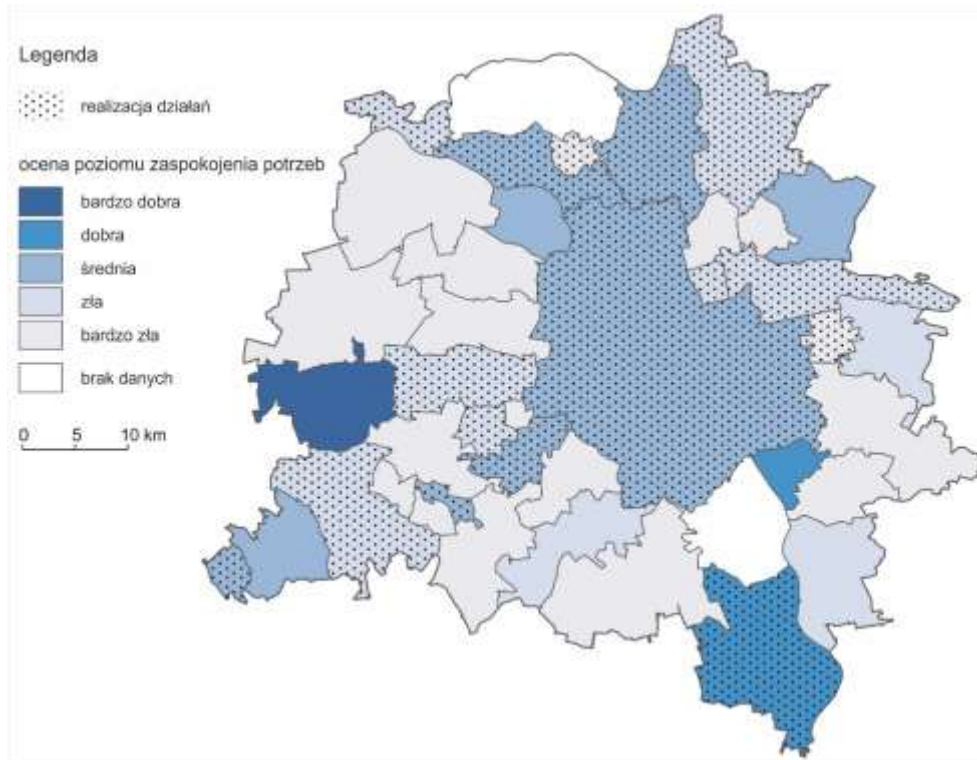 Legenda
realizacja działań
ocena poziomu zaspokojenia potrzeb
bardzo dobra
dobra
średnia
zła
bardzo zła
brak danych
0 5 10 km